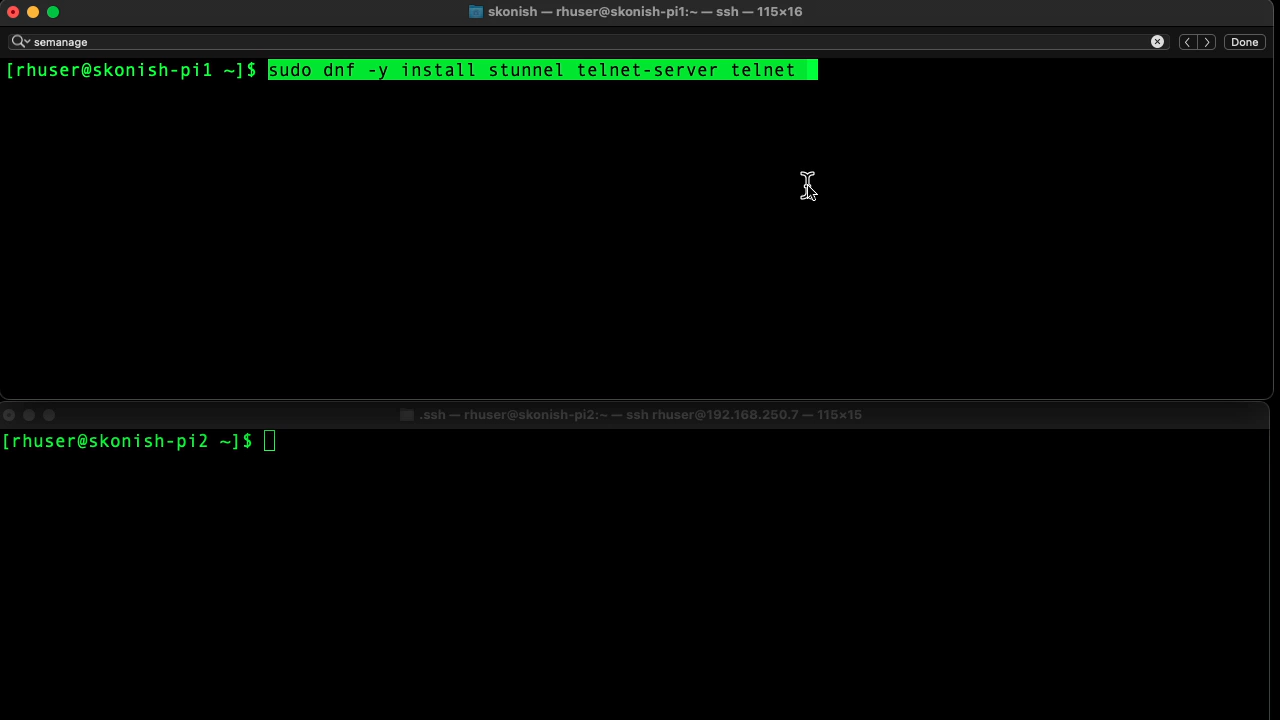 skonish — rhuser@skonish-pi1:~ — ssh — 115×16
semanage
Done
[rhuser@skonish-pi1 ~]$ sudo dnf -y install stunnel telnet-server telnet
.ssh — rhuser@skonish-pi2:~ — ssh rhuser@192.168.250.7 — 115×15
[rhuser@skonish-pi2 ~]$